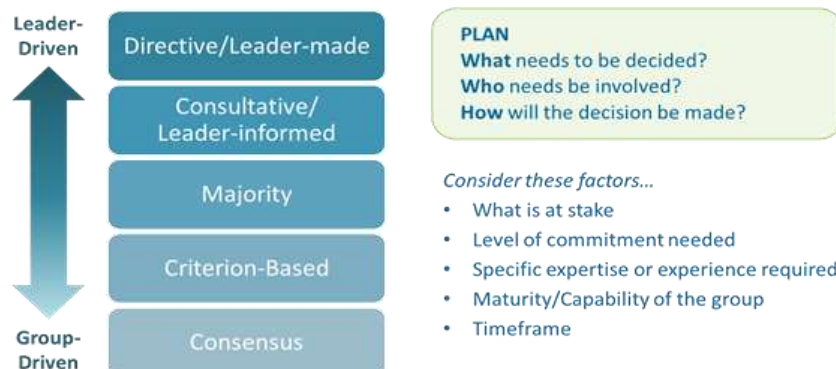 Leader-
Driven
Directive/Leader-made
Consultative/
Leader-informed
Majority
Criterion-Based
Consensus
Group-
Driven
PLAN
What needs to be decided?
Who needs be involved?
How will the decision be made?
Consider these factors...
• What is at stake
• Level of commitment needed
• Specific expertise or experience required
• Maturity/Capability of the group
• Timeframe